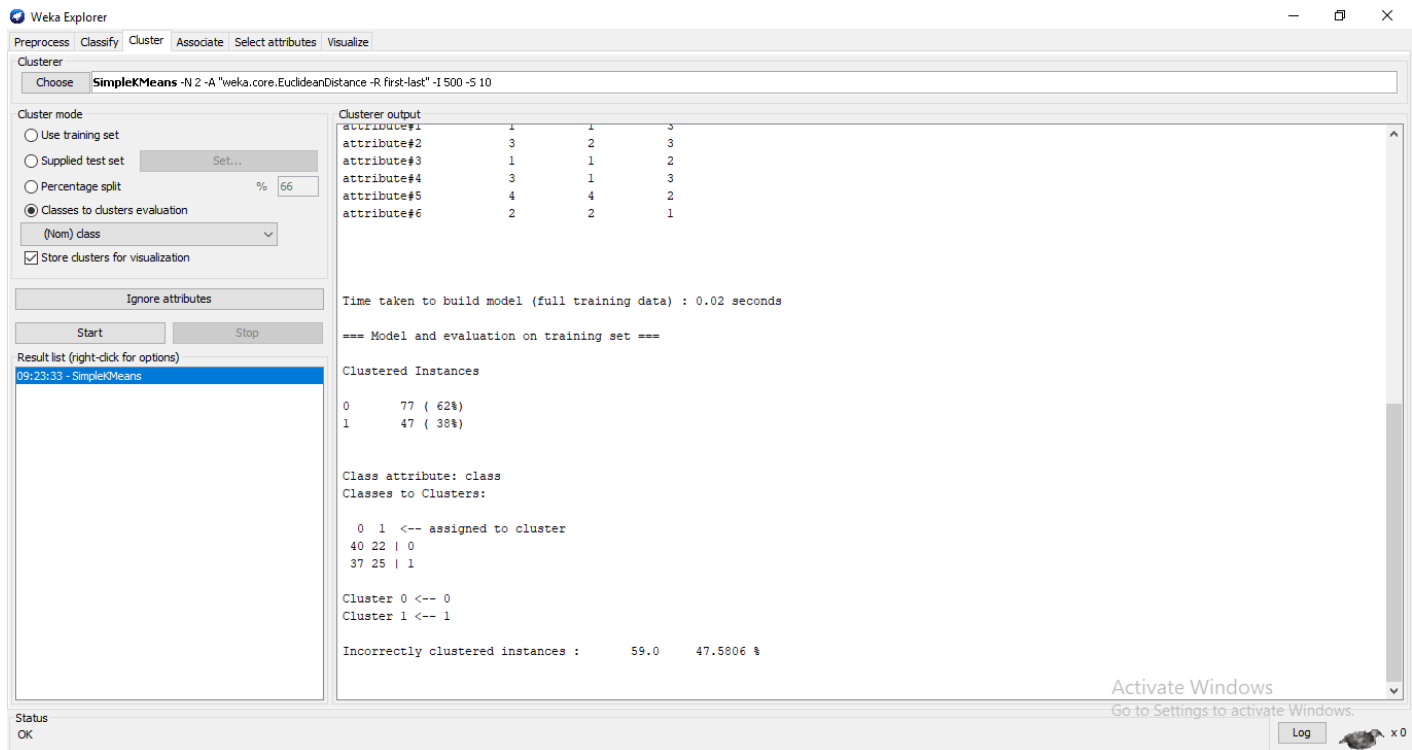 Weka Explorer
Preprocess Classify Cluster Associate Select attributes Visualize
Clusterer
Choose SimpleKMeans -N 2 -A "weka.core.EuclideanDistance -R first-last" -I 500 -S 10
Cluster mode
Use training set
Supplied test set Set...
Percentage split % 66
Classes to clusters evaluation
(Nom) class
Store clusters for visualization
Ignore attributes
Start Stop
Result list (right-click for options)
09:23:33 - SimpleKMeans
Clusterer output
attribute#1 1 1 3
attribute#2 3 2 3
attribute#3 1 1 2
attribute#4 3 1 3
attribute#5 4 4 2
attribute#6 2 2 1
Time taken to build model (full training data) : 0.02 seconds
=== Model and evaluation on training set ===
Clustered Instances
0 77 ( 62%)
1 47 ( 38%)
Class attribute: class
Classes to Clusters:
0 1 <-- assigned to cluster
40 22 | 0
37 25 | 1
Cluster 0 <-- 0
Cluster 1 <-- 1
Incorrectly clustered instances : 59.0 47.5806 %
Activate Windows
Go to Settings to activate Windows.
Status
OK
Log x 0